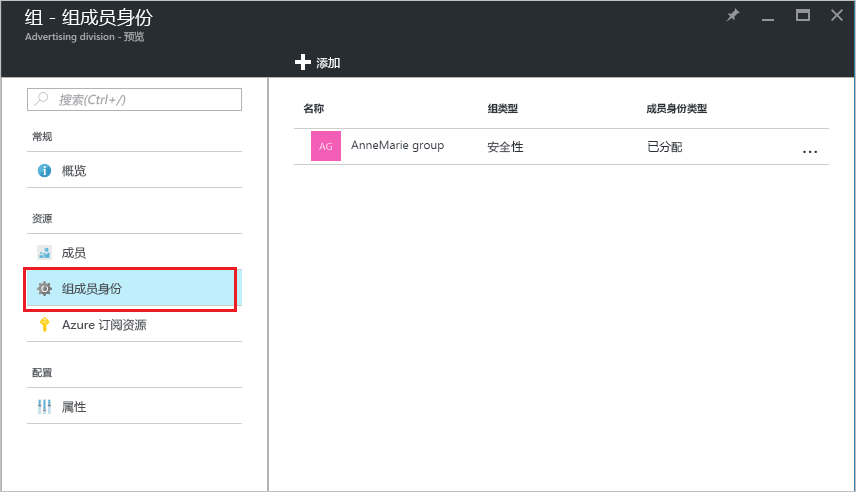 组 - 组成员身份
Advertising division - 预览
添加
搜索(Ctrl+/)
常规
概览
资源
成员
组成员身份
Azure 订阅资源
配置
属性
名称 组类型 成员身份类型
AG AnneMarie group 安全性 已分配 ...